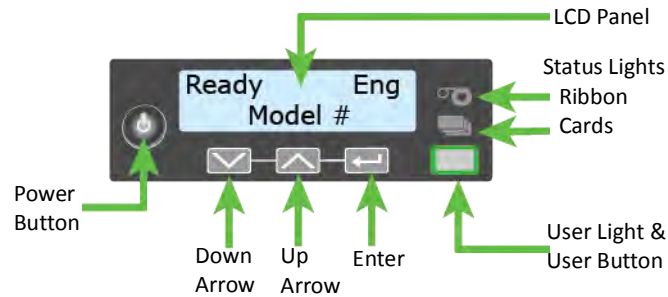 LCD Panel
Status Lights
Ribbon
Cards
Ready Eng
Model #
Power
Button
Down
Arrow
Up
Arrow
Enter
User Light &
User Button